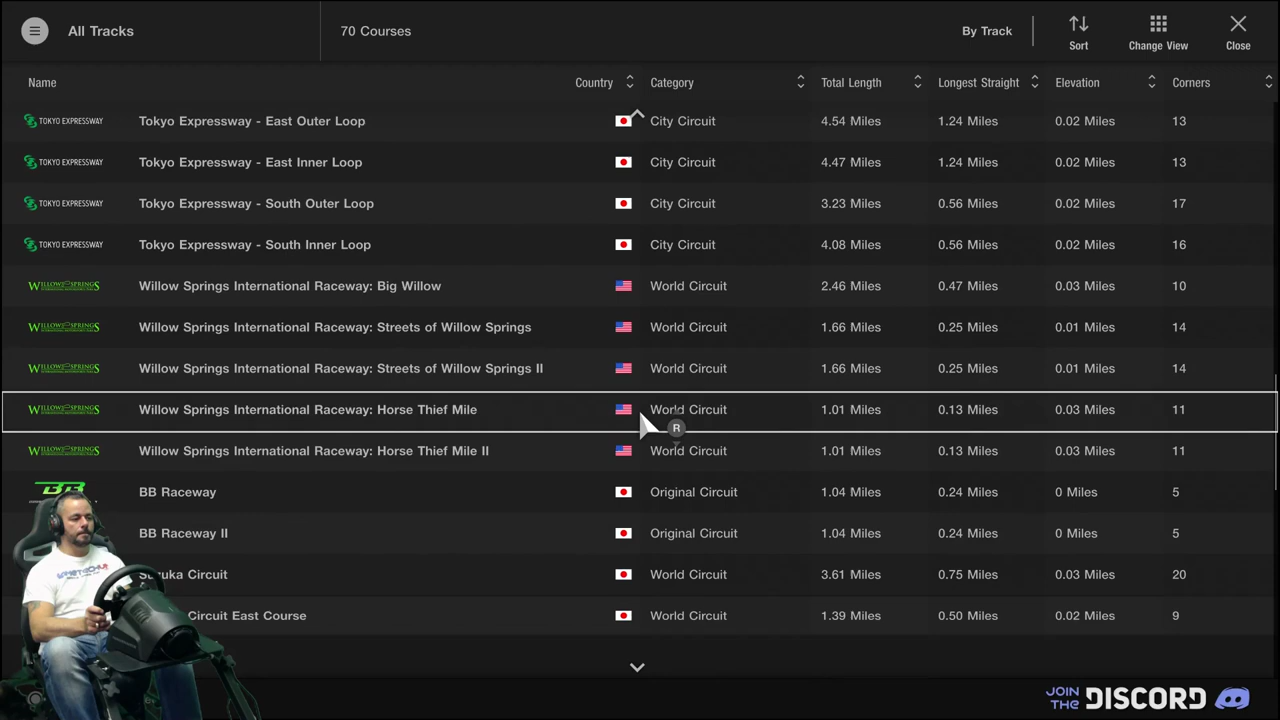 All Tracks 70 Courses By Track Sort Change View Close
Name Country Category Total Length Longest Straight Elevation Corners
TOKYO EXPRESSWAY Tokyo Expressway - East Outer Loop City Circuit 4.54 Miles 1.24 Miles 0.02 Miles 13
TOKYO EXPRESSWAY Tokyo Expressway - East Inner Loop City Circuit 4.47 Miles 1.24 Miles 0.02 Miles 13
TOKYO EXPRESSWAY Tokyo Expressway - South Outer Loop City Circuit 3.23 Miles 0.56 Miles 0.02 Miles 17
TOKYO EXPRESSWAY Tokyo Expressway - South Inner Loop City Circuit 4.08 Miles 0.56 Miles 0.02 Miles 16
WILLOW SPRINGS Willow Springs International Raceway: Big Willow World Circuit 2.46 Miles 0.47 Miles 0.03 Miles 10
WILLOW SPRINGS Willow Springs International Raceway: Streets of Willow Springs World Circuit 1.66 Miles 0.25 Miles 0.01 Miles 14
WILLOW SPRINGS Willow Springs International Raceway: Streets of Willow Springs II World Circuit 1.66 Miles 0.25 Miles 0.01 Miles 14
WILLOW SPRINGS Willow Springs International Raceway: Horse Thief Mile World Circuit 1.01 Miles 0.13 Miles 0.03 Miles 11
R
WILLOW SPRINGS Willow Springs International Raceway: Horse Thief Mile II World Circuit 1.01 Miles 0.13 Miles 0.03 Miles 11
BB BB Raceway Original Circuit 1.04 Miles 0.24 Miles 0 Miles 5
BB Raceway II Original Circuit 1.04 Miles 0.24 Miles 0 Miles 5
Suzuka Circuit World Circuit 3.61 Miles 0.75 Miles 0.03 Miles 20
Circuit East Course World Circuit 1.39 Miles 0.50 Miles 0.02 Miles 9
JOIN THE DISCORD